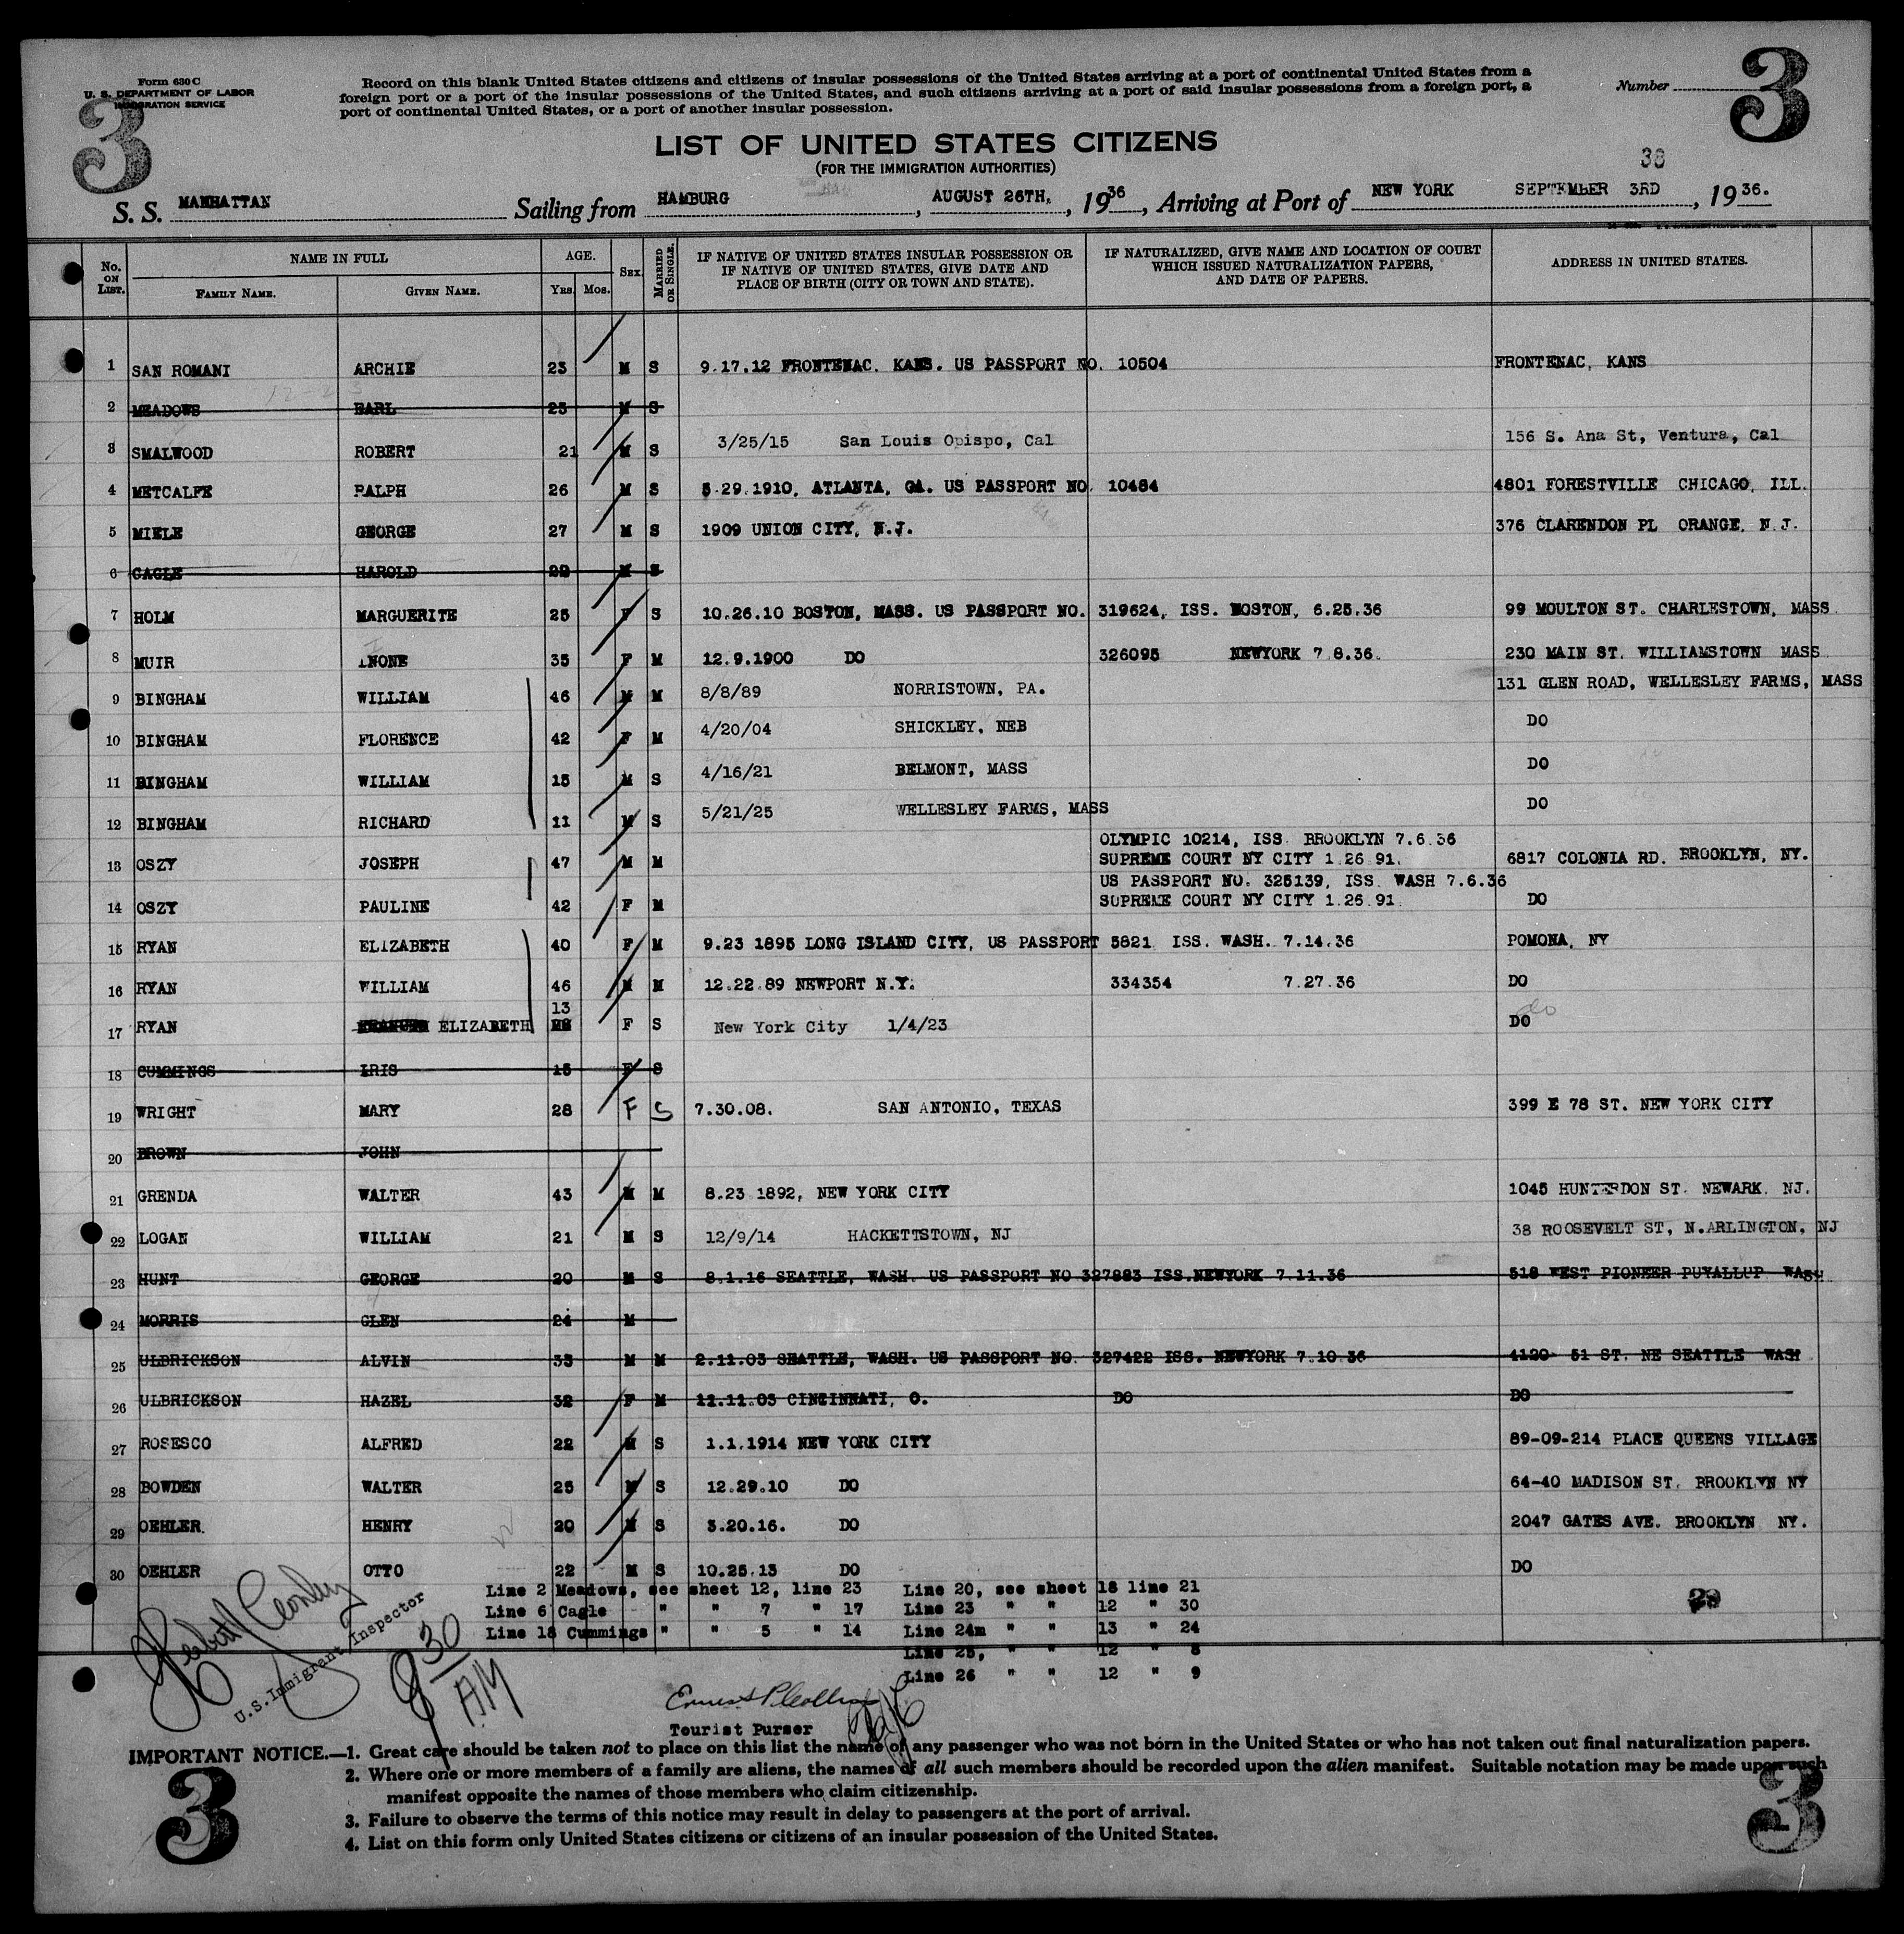 Form 630 C
U. S. DEPARTMENT OF LABOR
IMMIGRATION SERVICE
3
Record on this blank United States citizens and citizens of insular possessions of the United States arriving at a port of continental United States from a
foreign port or a port of the insular possessions of the United States, and such citizens arriving at a port of said insular possessions from a foreign port, a
port of continental United States, or a port of another insular possession.
Number
3
LIST OF UNITED STATES CITIZENS
(FOR THE IMMIGRATION AUTHORITIES)
38
S. S. MANHATTAN Sailing from HAMBURG, AUGUST 26TH, 1936, Arriving at Port of NEW YORK SEPTEMBER 3RD, 1936.
No. ON LIST. NAME IN FULL FAMILY NAME. GIVEN NAME. AGE. YRS. MOS. SEX MARRIED OR SINGLE. IF NATIVE OF UNITED STATES INSULAR POSSESSION OR IF NATIVE OF UNITED STATES, GIVE DATE AND PLACE OF BIRTH (CITY OR TOWN AND STATE). IF NATURALIZED, GIVE NAME AND LOCATION OF COURT WHICH ISSUED NATURALIZATION PAPERS, AND DATE OF PAPERS. ADDRESS IN UNITED STATES.
1 SAN ROMANI ARCHIE 23 M S 9.17.12 FRONTENAC. KANS. US PASSPORT NO. 10504 FRONTENAC, KANS
2 MEADOWS EARL 23 M S
3 SMALWOOD ROBERT 21 M S 3/25/15 San Louis Opispo, Cal 156 S. Ana St, Ventura, Cal
4 METCALFE RALPH 26 M S 5.29.1910, ATLANTA, GA. US PASSPORT NO. 10484 4801 FORESTVILLE CHICAGO, ILL.
5 MIELE GEORGE 27 M S 1909 UNION CITY, N.J. 376 CLARENDON PL ORANGE, N.J.
6 CAGLE HAROLD 22 M S
7 HOLM MARGUERITE 25 F S 10.26.10 BOSTON, MASS. US PASSPORT NO. 319624, ISS. BOSTON, 6.25.36 99 MOULTON ST. CHARLESTOWN, MASS.
8 MUIR INONE 35 F M 12.9.1900 DO 326095 NEWYORK 7.8.36. 230 MAIN ST. WILLIAMSTOWN MASS
9 BINGHAM WILLIAM 46 M M 8/8/89 NORRISTOWN, PA. 131 GLEN ROAD, WELLESLEY FARMS, MASS
10 BINGHAM FLORENCE 42 F M 4/20/04 SHICKLEY, NEB DO
11 BINGHAM WILLIAM 15 M S 4/16/21 BELMONT, MASS DO
12 BINGHAM RICHARD 11 M S 5/21/25 WELLESLEY FARMS, MASS DO
OLYMPIC 10214, ISS. BROOKLYN 7.6.36
13 OSZY JOSEPH 47 M M SUPREME COURT NY CITY 1.26.91. 6817 COLONIA RD. BROOKLYN, NY.
US PASSPORT NO. 325139, ISS. WASH 7.6.36
14 OSZY PAULINE 42 F M SUPREME COURT NY CITY 1.26.91 DO
15 RYAN ELIZABETH 40 F M 9.23 1895 LONG ISLAND CITY, US PASSPORT 5821 ISS. WASH. 7.14.36 POMONA, NY
16 RYAN WILLIAM 46 M M 12.22.89 NEWPORT N.Y. 334354 7.27.36 DO
13 do
17 RYAN ELIZABETH F S New York City 1/4/23 DO
18 CUMMINGS IRIS 15 F S
19 WRIGHT MARY 28 F S 7.30.08. SAN ANTONIO, TEXAS 399 E 78 ST. NEW YORK CITY
20 BROWN JOHN
21 GRENDA WALTER 43 M M 8.23 1892, NEW YORK CITY 1045 HUNTERDON ST. NEWARK. NJ.
22 LOGAN WILLIAM 21 M S 12/9/14 HACKETTSTOWN, NJ 38 ROOSEVELT ST, N.ARLINGTON, NJ
23 HUNT GEORGE 20 M S 8.1.16 SEATTLE, WASH. US PASSPORT NO 327883 ISS.NEWYORK 7.11.36 518 WEST PIONEER PUYALLUP WASH
24 MORRIS GLEN 24 M
25 ULBRICKSON ALVIN 33 M M 2.11.03 SEATTLE, WASH. US PASSPORT NO. 327422 ISS. NEWYORK 7.10.36 4120 51 ST. NE SEATTLE WASH
26 ULBRICKSON HAZEL 32 F M 11.11.03 CINCINNATI, O. DO DO
27 ROSESCO ALFRED 22 M S 1.1.1914 NEW YORK CITY 89-09-214 PLACE QUEENS VILLAGE
28 BOWDEN WALTER 25 M S 12.29.10 DO 64-40 MADISON ST. BROOKLYN NY
29 OEHLER. HENRY 20 M S 3.20.16. DO 2047 GATES AVE. BROOKLYN NY.
30 OEHLER OTTO 22 M S 10.25.13 DO DO
Line 2 Meadows, see sheet 12, line 23 Line 20, see sheet 18 line 21
Line 6 Cagle " " 7 " 17 Line 23 " " 12 " 30
Line 18 Cummings " " 5 " 14 Line 24m " " 13 " 24
Line 25, " " 12 " 8
Line 26 " " 12 " 9
29
U.S. Immigrant Inspector
8 30 AM
Tourist Purser
IMPORTANT NOTICE.—1. Great care should be taken not to place on this list the name of any passenger who was not born in the United States or who has not taken out final naturalization papers.
2. Where one or more members of a family are aliens, the names of all such members should be recorded upon the alien manifest. Suitable notation may be made upon such
manifest opposite the names of those members who claim citizenship.
3. Failure to observe the terms of this notice may result in delay to passengers at the port of arrival.
4. List on this form only United States citizens or citizens of an insular possession of the United States.
3
3